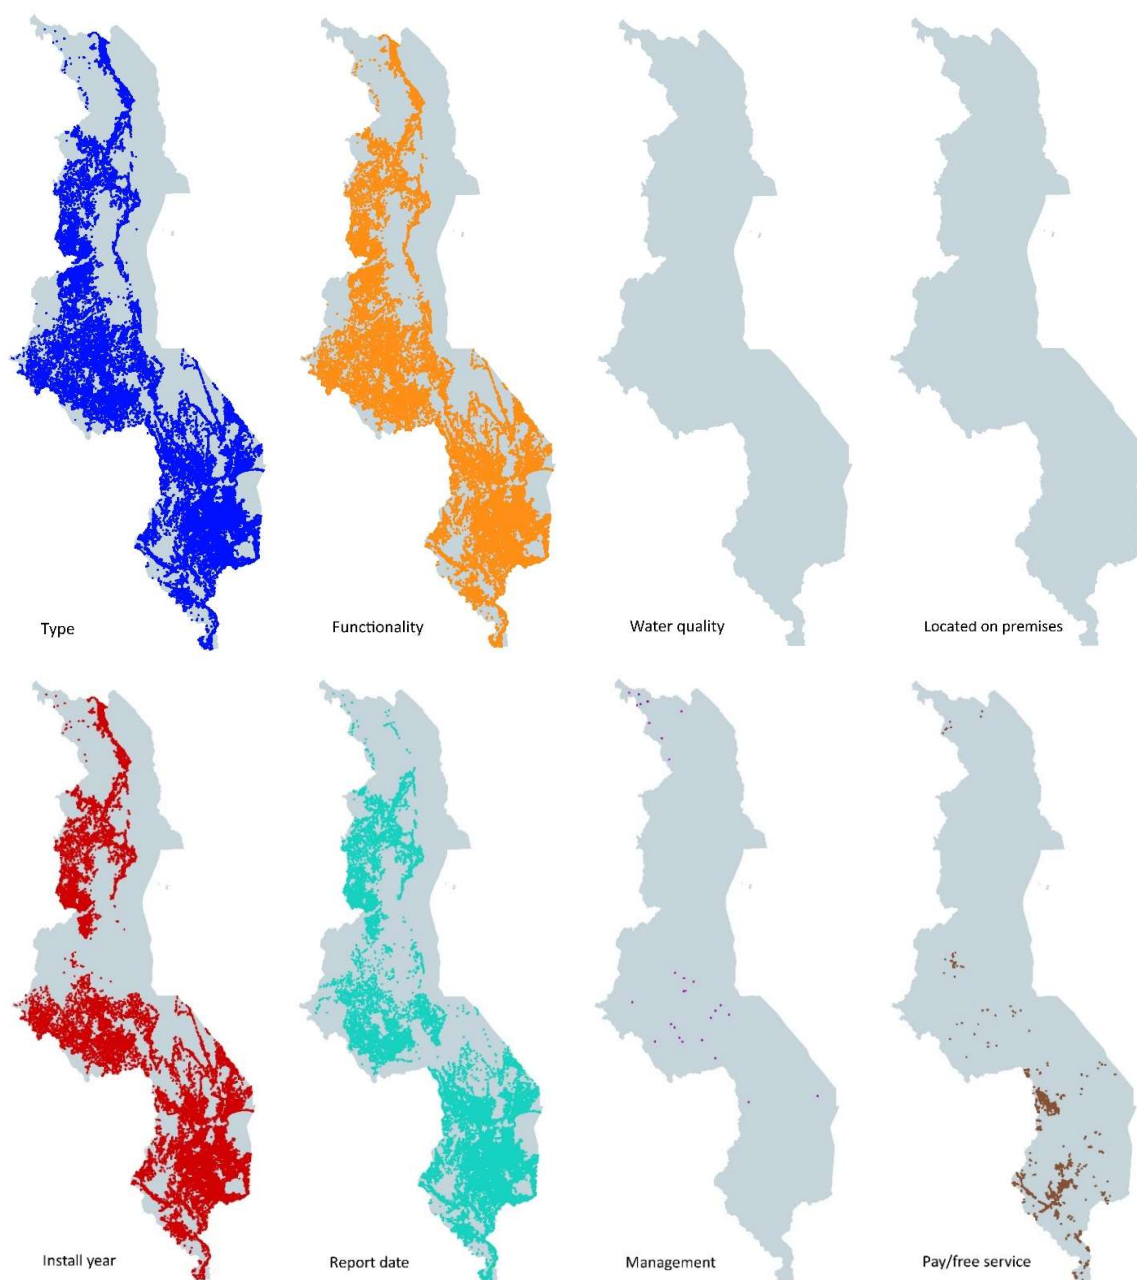 Type
Functionality
Water quality
Located on premises
Install year
Report date
Management
Pay/free service